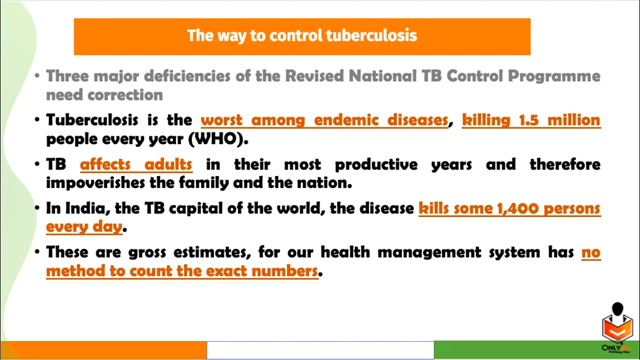 The way to control tuberculosis
• Three major deficiencies of the Revised National TB Control Programme
need correction
• Tuberculosis is the worst among endemic diseases, killing 1.5 million
people every year (WHO).
• TB affects adults in their most productive years and therefore
impoverishes the family and the nation.
• In India, the TB capital of the world, the disease kills some 1,400 persons
every day.
• These are gross estimates, for our health management system has no
method to count the exact numbers.